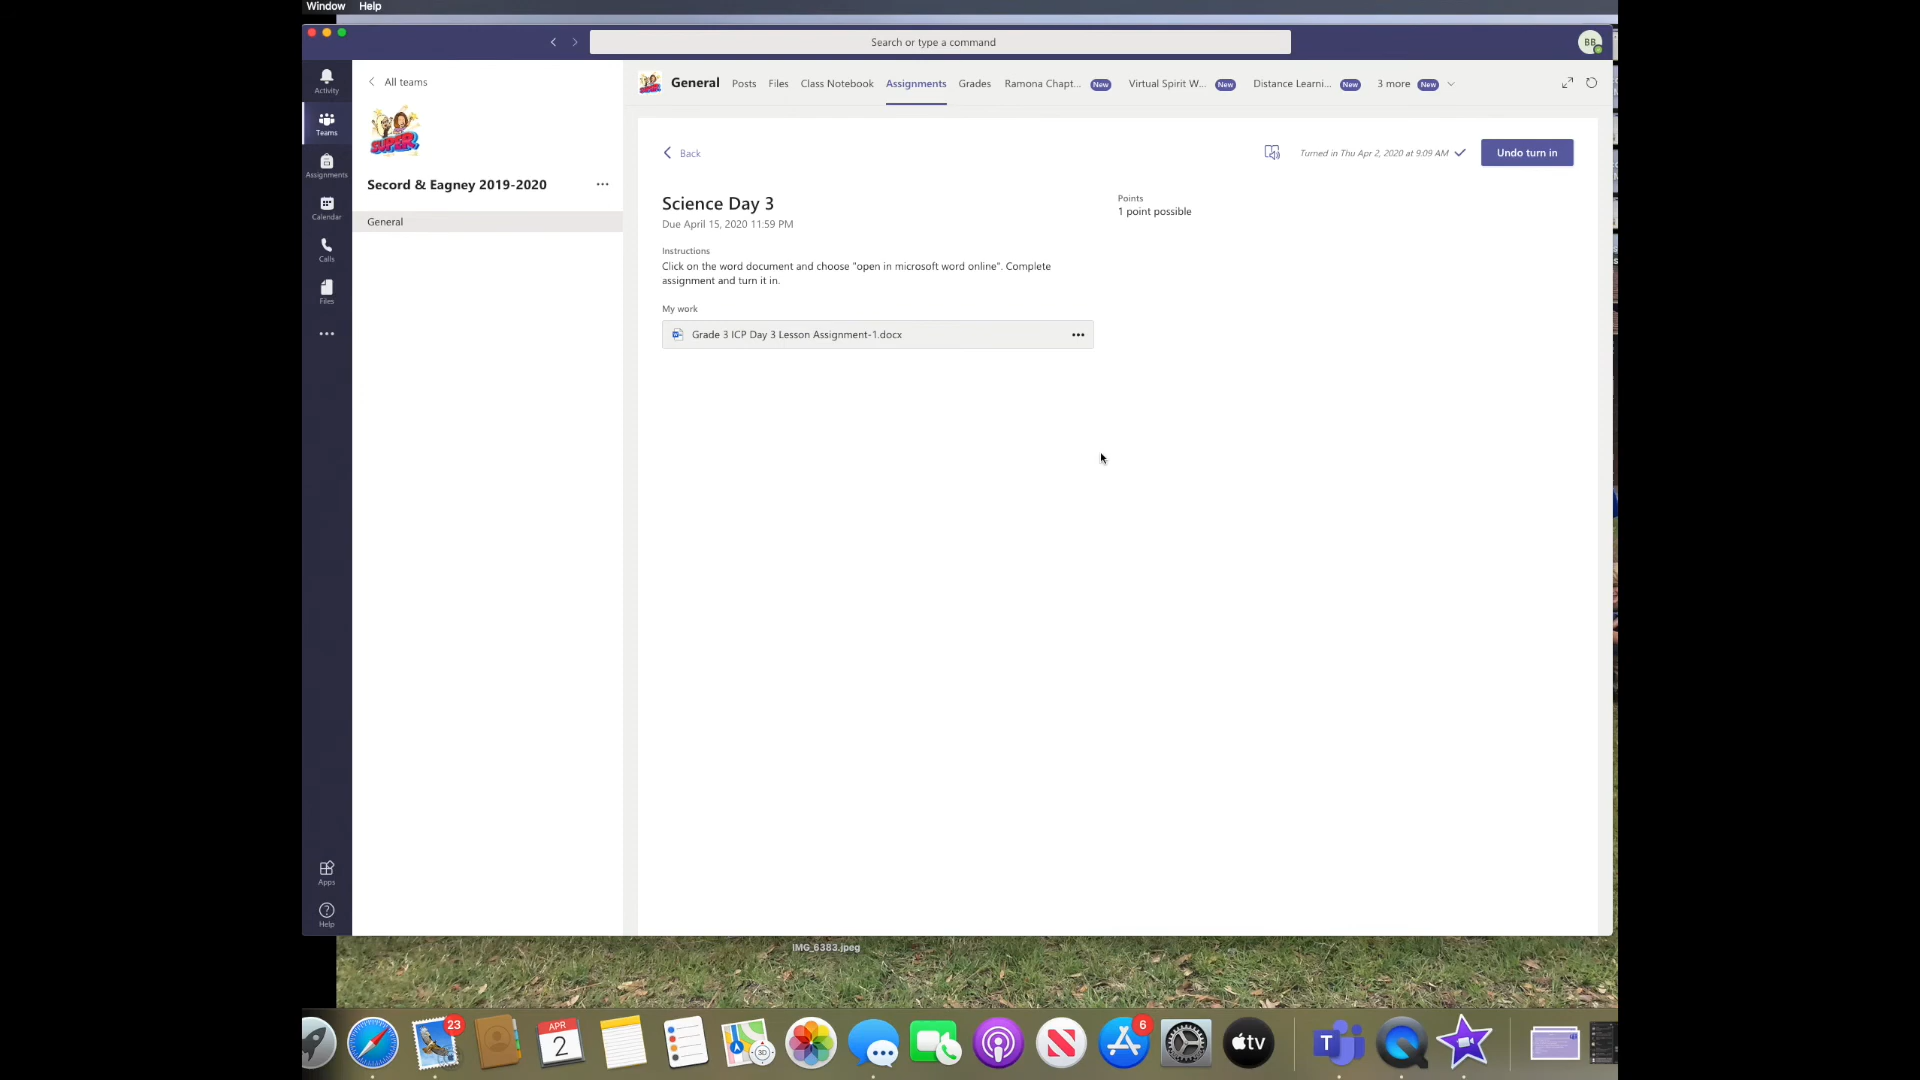 Window Help
Search or type a command
BB
Activity
Teams
Assignments
Calendar
Calls
Files
Apps
Help
All teams
SUPER
Secord & Eagney 2019-2020
General
General Posts Files Class Notebook Assignments Grades Ramona Chapt... New Virtual Spirit W... New Distance Learni... New 3 more New
Back
Turned in Thu Apr 2, 2020 at 9:09 AM
Undo turn in
Science Day 3
Due April 15, 2020 11:59 PM
Points
1 point possible
Instructions
Click on the word document and choose "open in microsoft word online". Complete
assignment and turn it in.
My work
Grade 3 ICP Day 3 Lesson Assignment-1.docx
IMG_6383.jpeg
23
APR
2
3D
6
tv
T